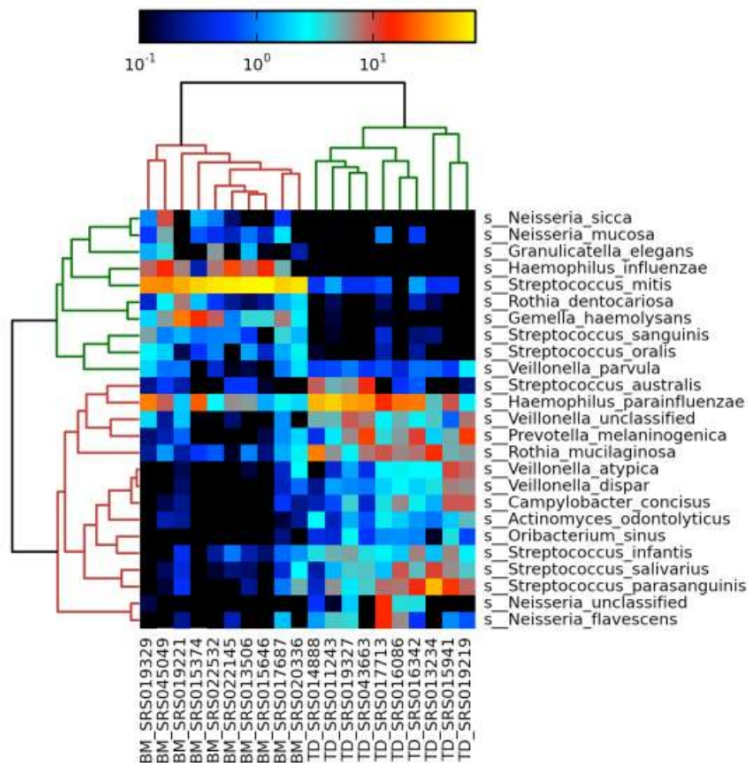 10^-1 10^0 10^1
s__Neisseria_sicca
s__Neisseria_mucosa
s__Granulicatella_elegans
s__Haemophilus_influenzae
s__Streptococcus_mitis
s__Rothia_dentocariosa
s__Gemella_haemolysans
s__Streptococcus_sanguinis
s__Streptococcus_oralis
s__Veillonella_parvula
s__Streptococcus_australis
s__Haemophilus_parainfluenzae
s__Veillonella_unclassified
s__Prevotella_melaninogenica
s__Rothia_mucilaginosa
s__Veillonella_atypica
s__Veillonella_dispar
s__Campylobacter_concisus
s__Actinomyces_odontolyticus
s__Oribacterium_sinus
s__Streptococcus_infantis
s__Streptococcus_salivarius
s__Streptococcus_parasanguinis
s__Neisseria_unclassified
s__Neisseria_flavescens
BM_SRS019329
BM_SRS045049
BM_SRS019221
BM_SRS015374
BM_SRS022532
BM_SRS022145
BM_SRS013506
BM_SRS015646
BM_SRS017687
BM_SRS020336
TD_SRS014888
TD_SRS011243
TD_SRS019327
TD_SRS043663
TD_SRS017713
TD_SRS016086
TD_SRS016342
TD_SRS013234
TD_SRS015941
TD_SRS019219